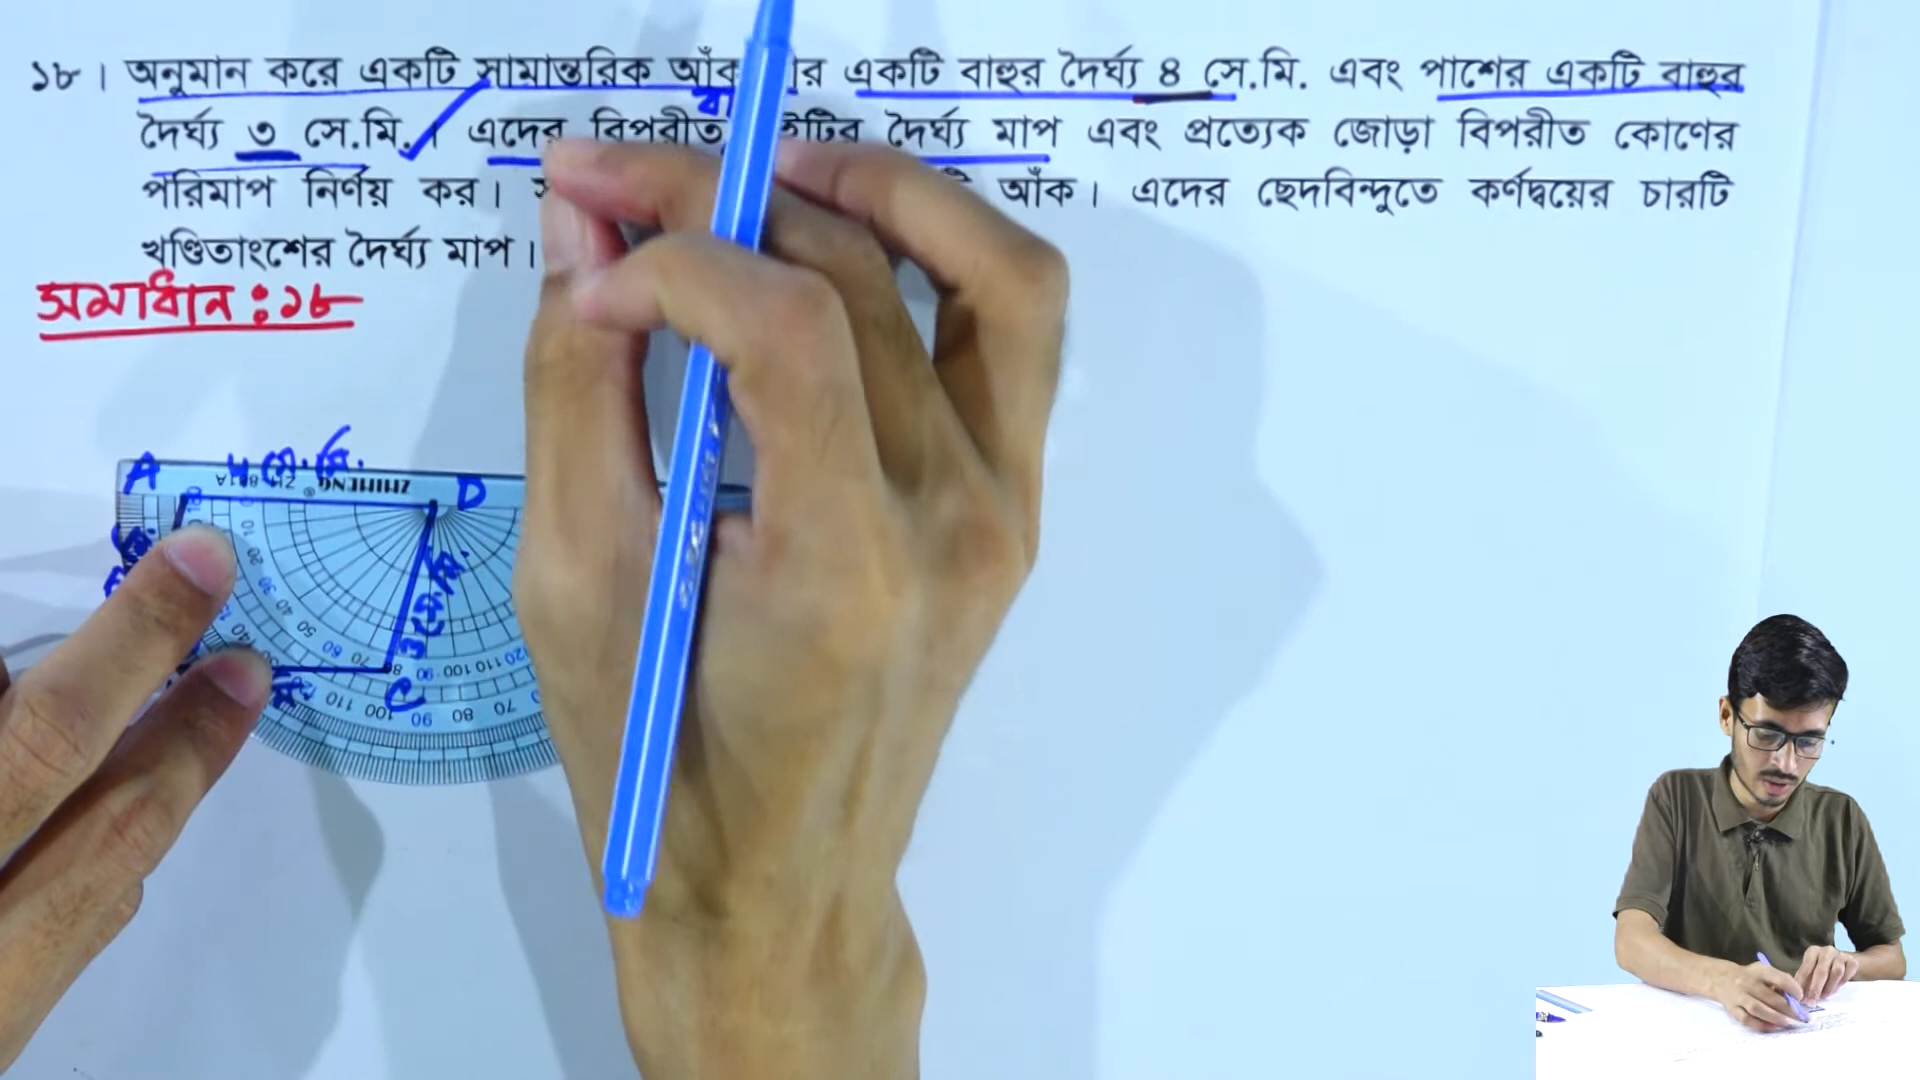 ১৮। অনুমান করে একটি সামান্তরিক আঁক যার একটি বাহুর দৈর্ঘ্য ৪ সে.মি. এবং পাশের একটি বাহুর
দৈর্ঘ্য ৩ সে.মি.। এদের বিপরীত দৈর্ঘ্য মাপ এবং প্রত্যেক জোড়া বিপরীত কোণের
পরিমাপ নির্ণয় কর। আঁক। এদের ছেদবিন্দুতে কর্ণদ্বয়ের চারটি
খণ্ডিতাংশের দৈর্ঘ্য মাপ।
সমাধান : ১৮
A ৪ সে.মি. D
ZHIHENG
৩ সে.মি.
C